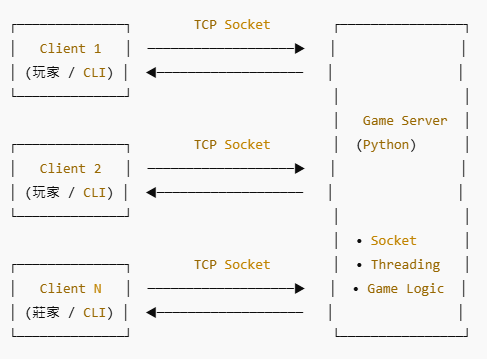 TCP Socket
Client 1
(玩家 / CLI)
Game Server
(Python)
TCP Socket
Client 2
(玩家 / CLI)
• Socket
TCP Socket
• Threading
Client N
• Game Logic
(莊家 / CLI)